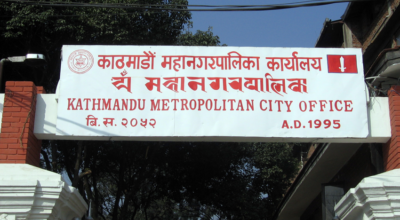 काठमाडौं महानगरपालिका कार्यालय
KATHMANDU METROPOLITAN CITY OFFICE
बि.स. २०५२ A.D. 1995